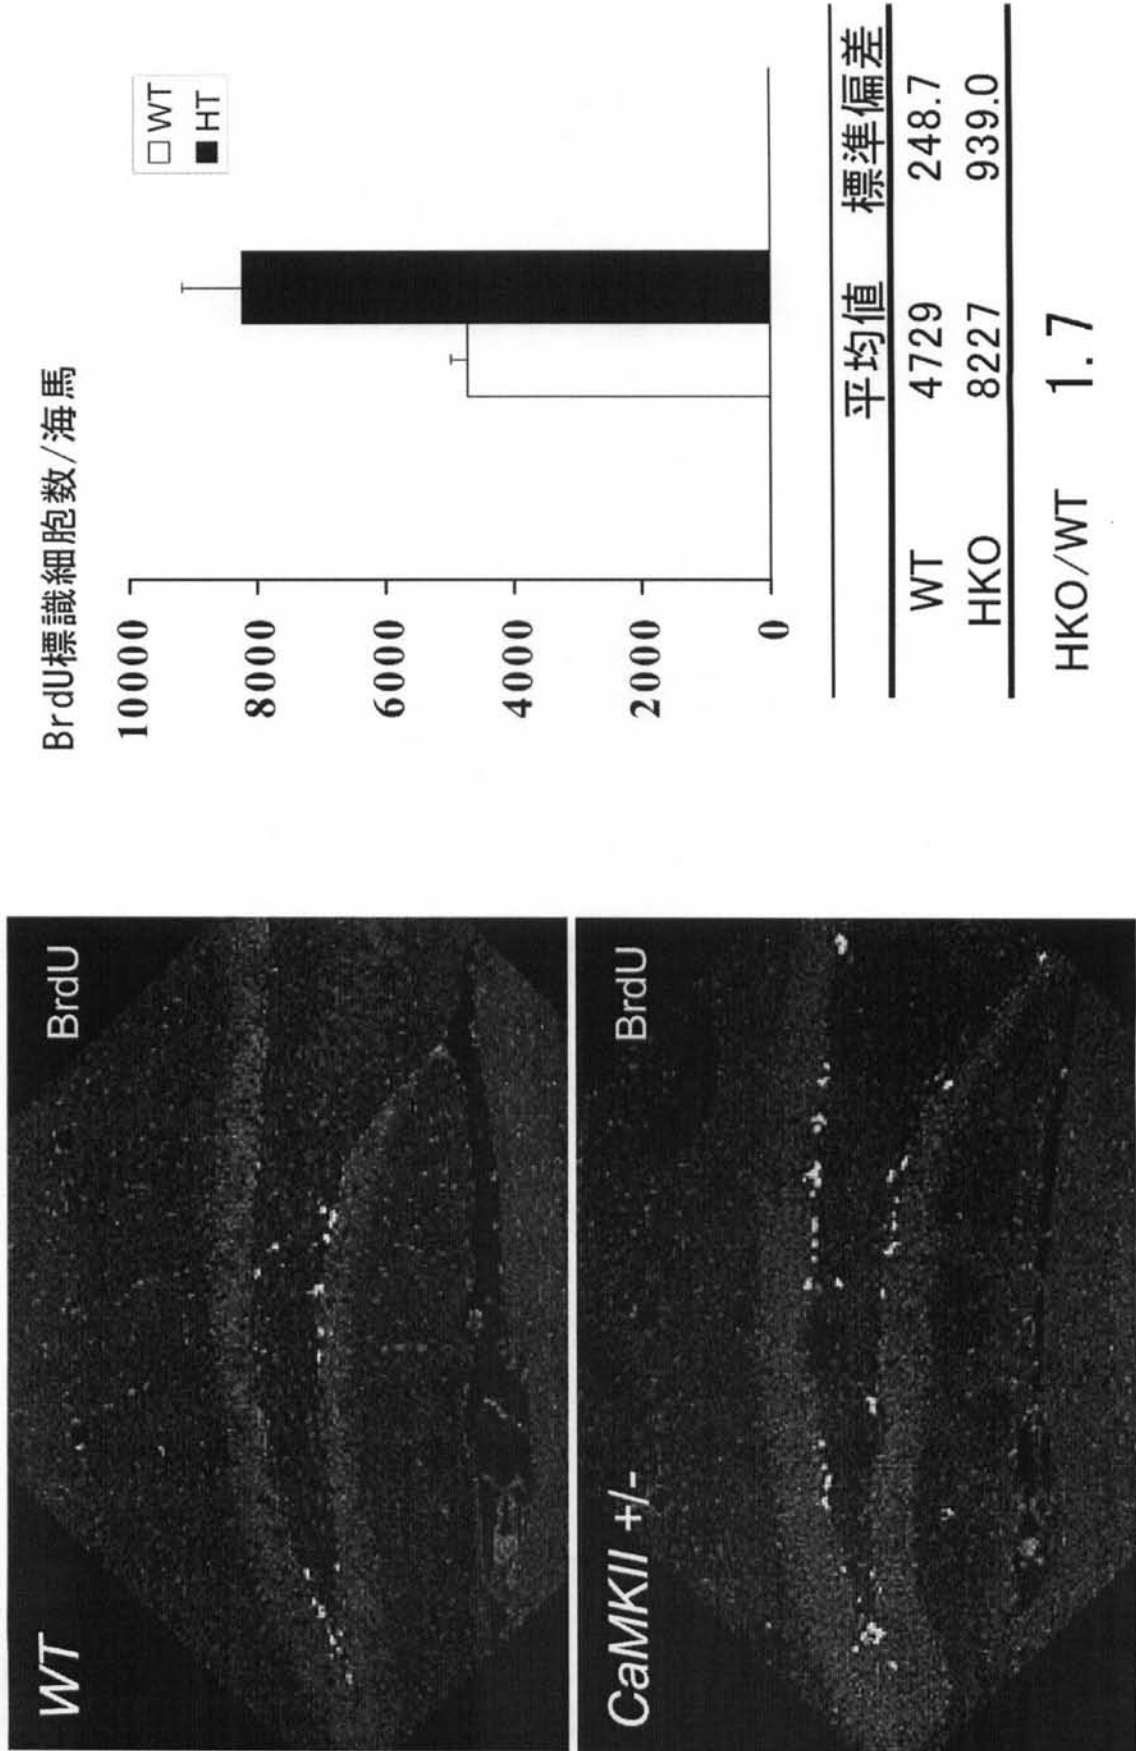 WT
BrdU
CaMKII +/-
BrdU
BrdU標識細胞数/海馬
10000
8000
6000
4000
2000
0
WT
HT
平均値 標準偏差
WT 4729 248.7
HKO 8227 939.0
HKO/WT 1.7